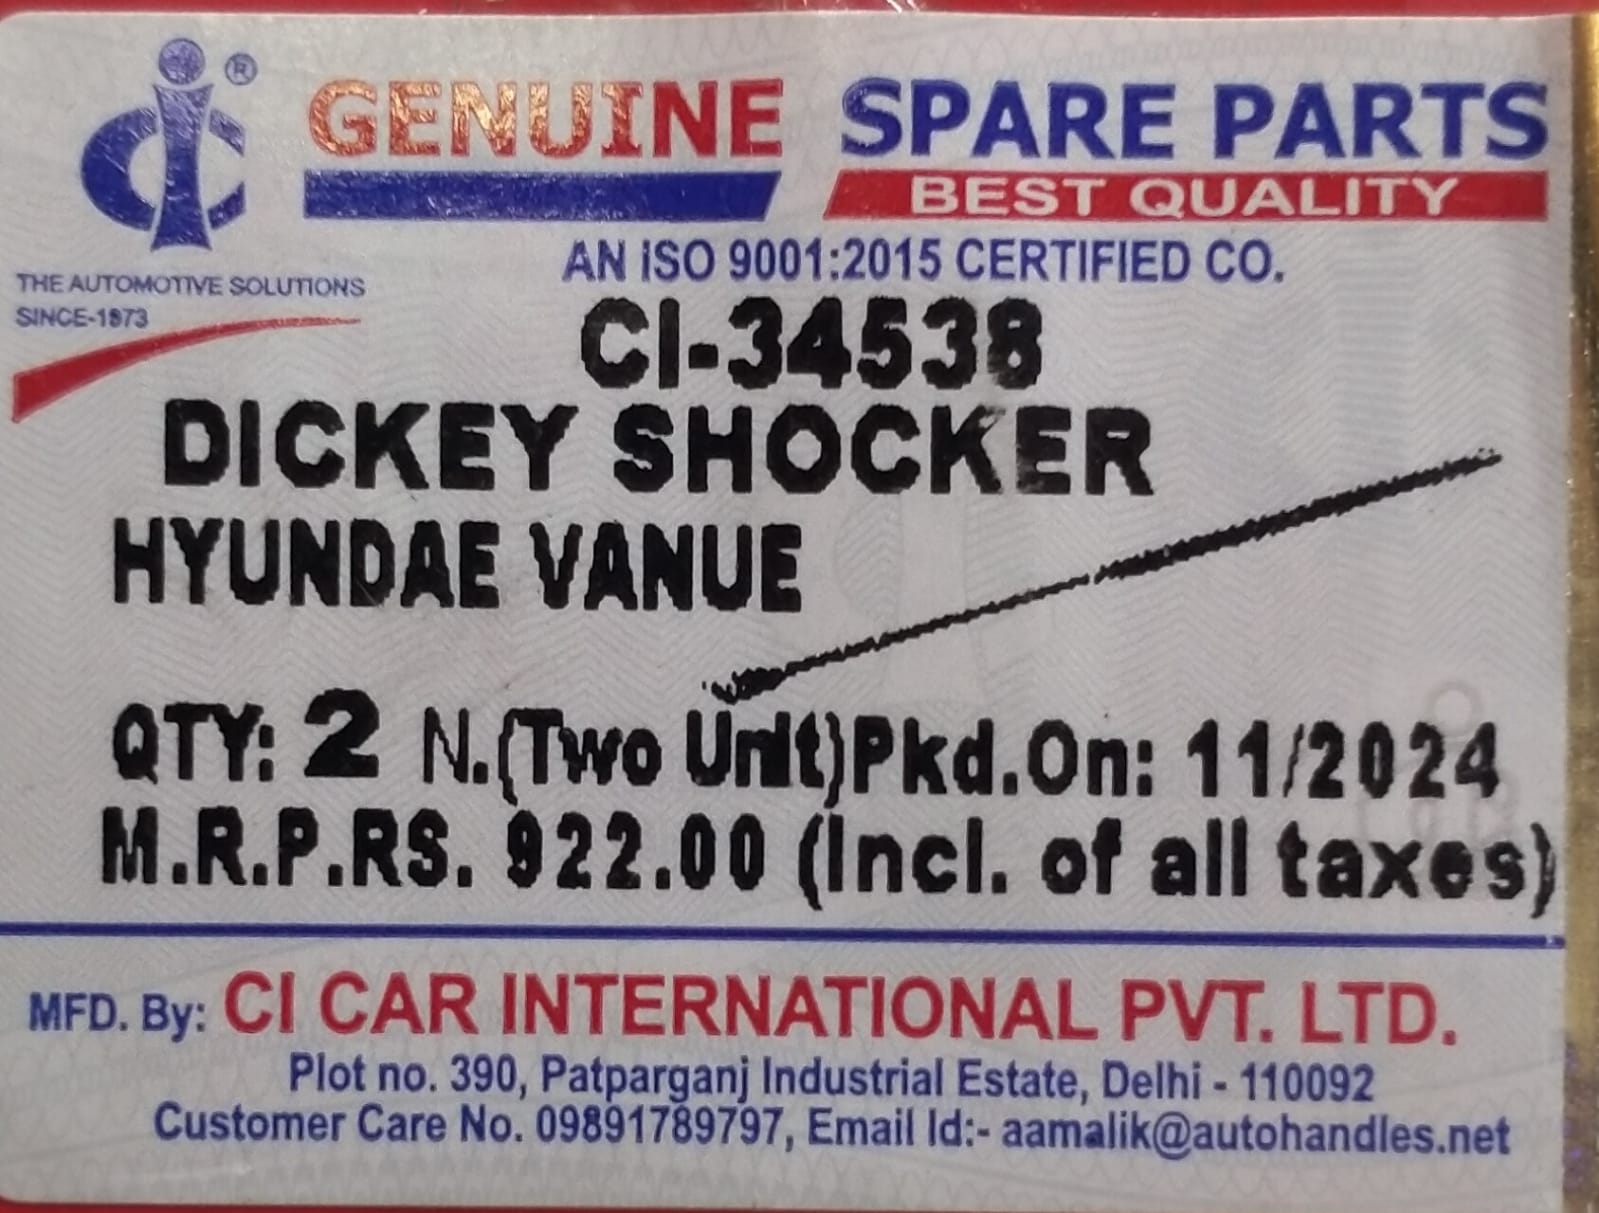 CI®
GENUINE SPARE PARTS
BEST QUALITY
AN ISO 9001:2015 CERTIFIED CO.
THE AUTOMOTIVE SOLUTIONS
SINCE-1973
CI-34538
DICKEY SHOCKER
HYUNDAE VANUE
QTY: 2 N.(Two Unit)Pkd.On: 11/2024
M.R.P.RS. 922.00 (Incl. of all taxes)
MFD. By: CI CAR INTERNATIONAL PVT. LTD.
Plot no. 390, Patparganj Industrial Estate, Delhi - 110092
Customer Care No. 09891789797, Email Id:- aamalik@autohandles.net